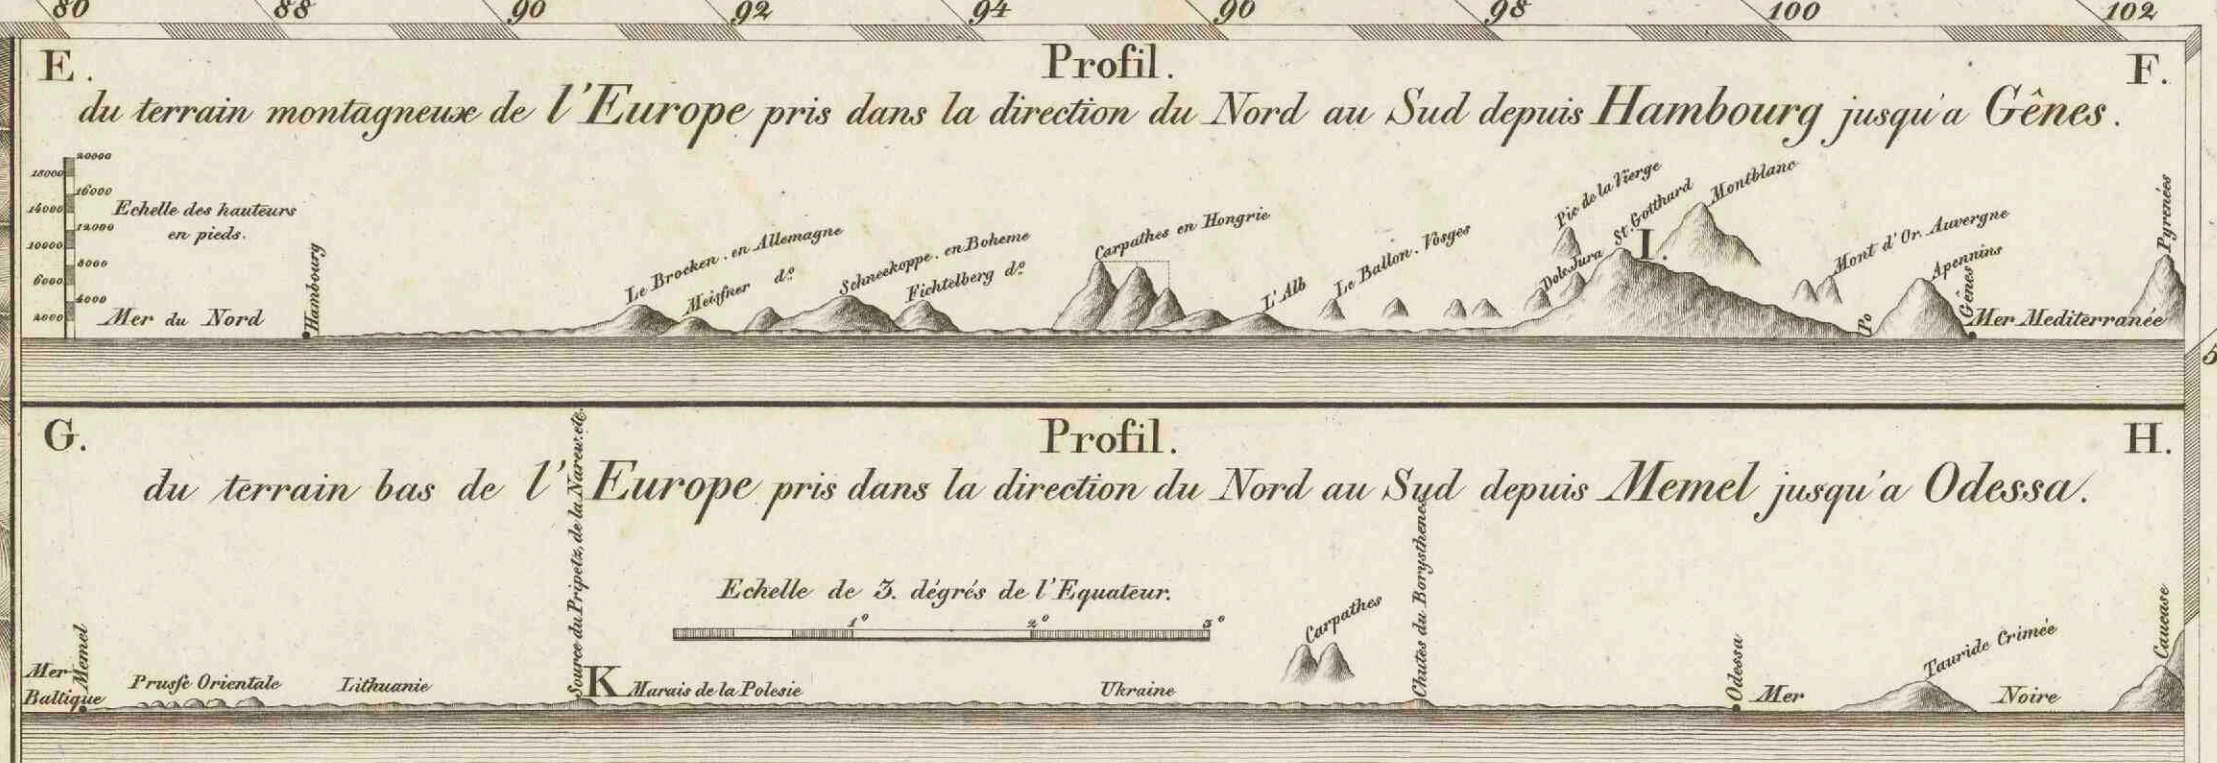 80 88 90 92 94 90 98 100 102
E. Profil. F.
du terrain montagneux de l'Europe pris dans la direction du Nord au Sud depuis Hambourg jusqu'a Gênes.
20000
18000
16000
14000
12000
10000
8000
6000
4000
2000
Echelle des hauteurs
en pieds.
Mer du Nord
Hambourg
Le Brocken. en Allemagne
Meissner d.º
Schneekoppe. en Boheme
Fichtelberg d.º
Carpathes en Hongrie
L'Alb
Le Ballon. Vosges
Dole Jura
Pic de la Vierge
St. Gotthard
I.
Montblanc
Mont d'Or. Auvergne
Po
Apennins
Gênes
Mer Mediterranée
Pyrenées
5
G. Profil. H.
du terrain bas de l'Europe pris dans la direction du Nord au Sud depuis Memel jusqu'a Odessa.
Echelle de 3. dégrés de l'Equateur.
1° 2° 3°
Mer
Baltique
Memel
Prusse Orientale
Lithuanie
Source du Pripetz, de la Narew. etc.
K
Marais de la Polesie
Ukraine
Carpathes
Chutes du Borysthenes
Odessa
Mer Noire
Tauride Crimée
Caucase